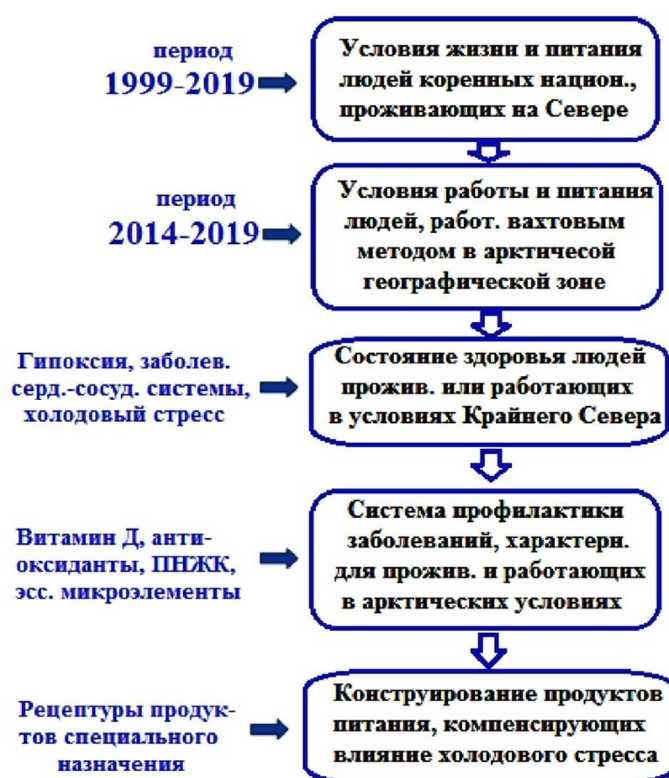 период
1999-2019
Условия жизни и питания
людей коренных национ.,
проживающих на Севере
период
2014-2019
Условия работы и питания
людей, работ. вахтовым
методом в арктичесой
географической зоне
Гипоксия, заболев.
серд.-сосуд. системы,
холодовый стресс
Состояние здоровья людей
прожив. или работающих
в условиях Крайнего Севера
Витамин Д, анти-
оксиданты, ПНЖК,
эсс. микроэлементы
Система профилактики
заболеваний, характерн.
для прожив. и работающих
в арктических условиях
Рецептуры продук-
тов специального
назначения
Конструирование продуктов
питания, компенсирующих
влияние холодового стресса